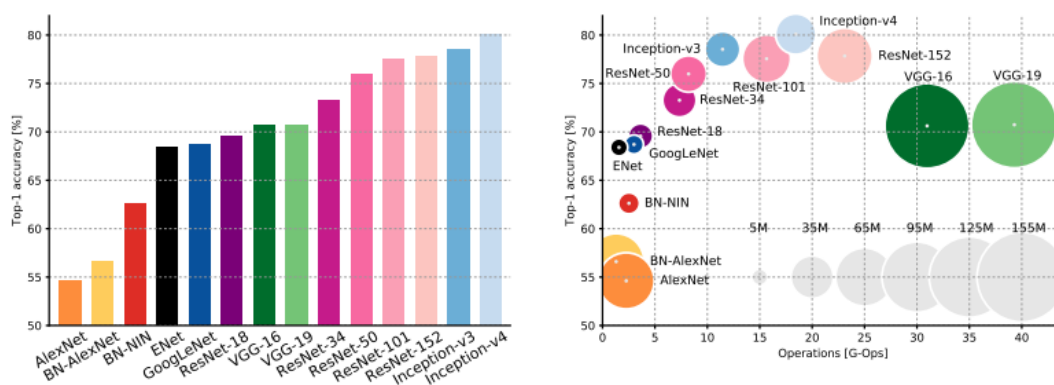 Top-1 accuracy [%]
80
75
70
65
60
55
50
AlexNet
BN-AlexNet
BN-NIN
ENet
GoogLeNet
ResNet-18
VGG-16
VGG-19
ResNet-34
ResNet-50
ResNet-101
ResNet-152
Inception-v3
Inception-v4
Top-1 accuracy [%]
80
75
70
65
60
55
50
Inception-v4
Inception-v3
ResNet-152
ResNet-50
VGG-16
VGG-19
ResNet-101
ResNet-34
ResNet-18
GoogLeNet
ENet
BN-NIN
5M 35M 65M 95M 125M 155M
BN-AlexNet
AlexNet
0 5 10 15 20 25 30 35 40
Operations [G-Ops]